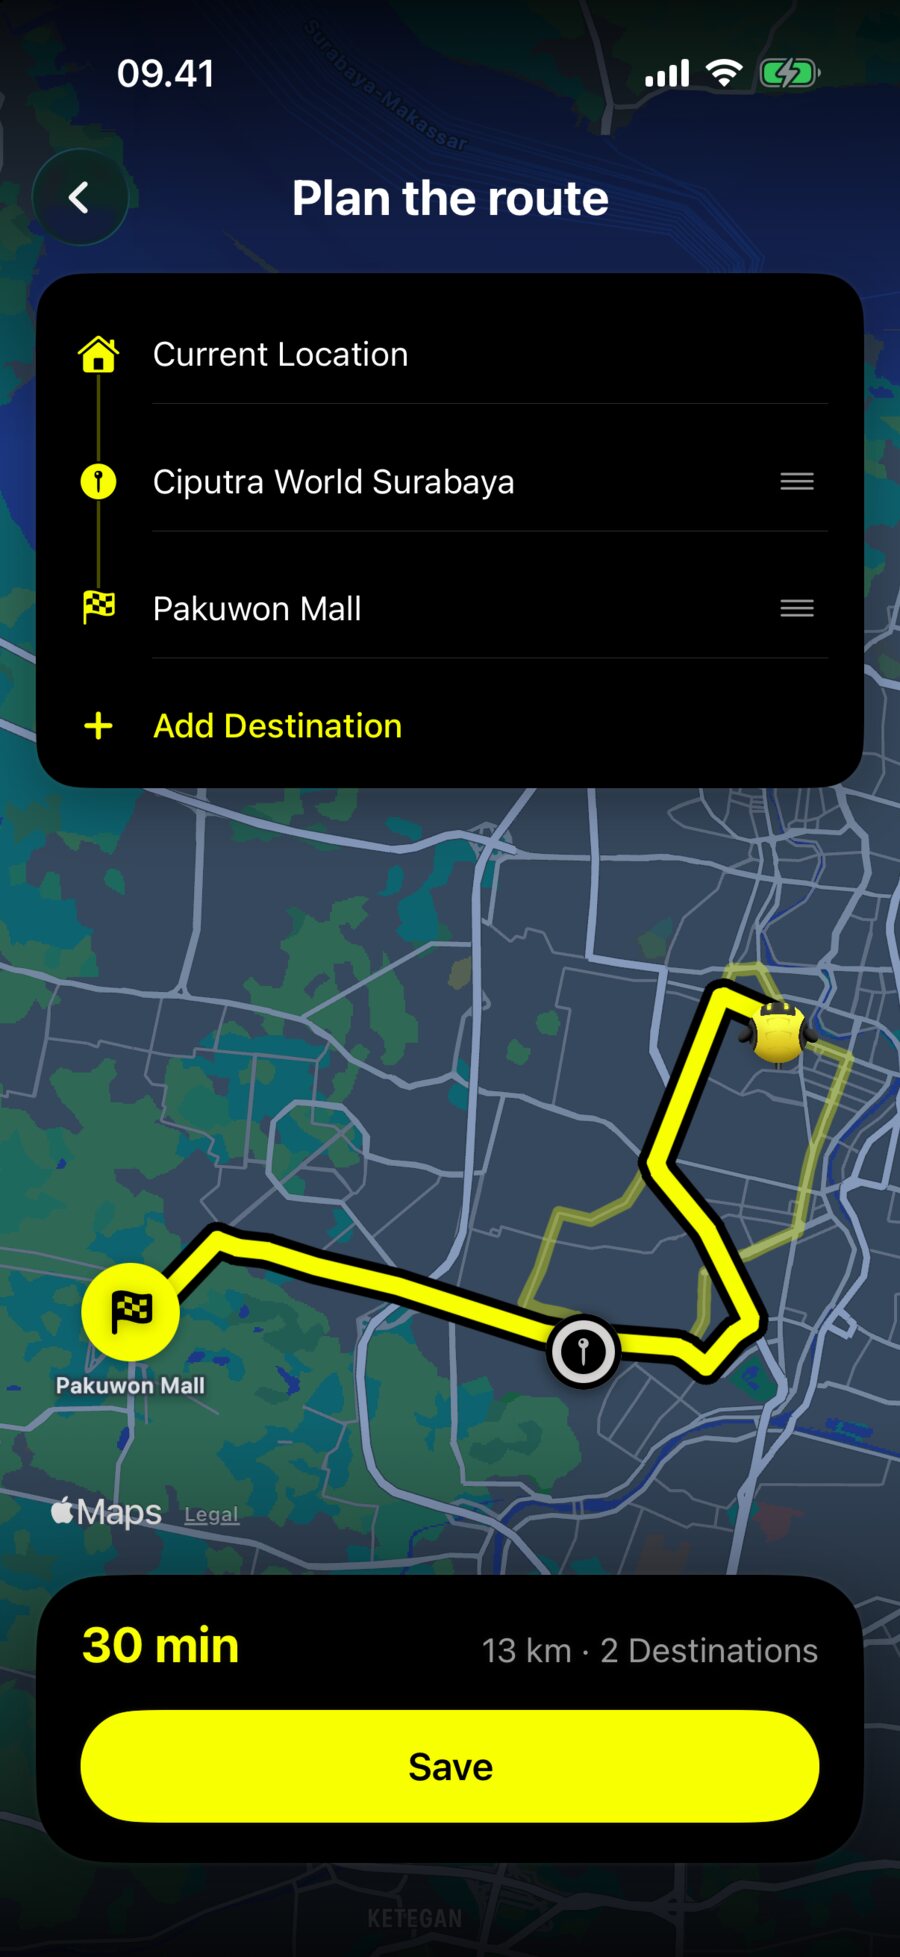 09.41
Surabaya-Makassar
Plan the route
Current Location
Ciputra World Surabaya
Pakuwon Mall
Add Destination
Pakuwon Mall
Maps Legal
30 min
13 km · 2 Destinations
Save
KETEGAN